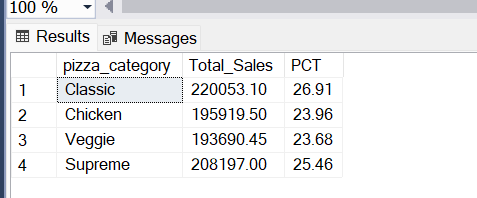 100 %
Results Messages
pizza_category Total_Sales PCT
1 Classic 220053.10 26.91
2 Chicken 195919.50 23.96
3 Veggie 193690.45 23.68
4 Supreme 208197.00 25.46